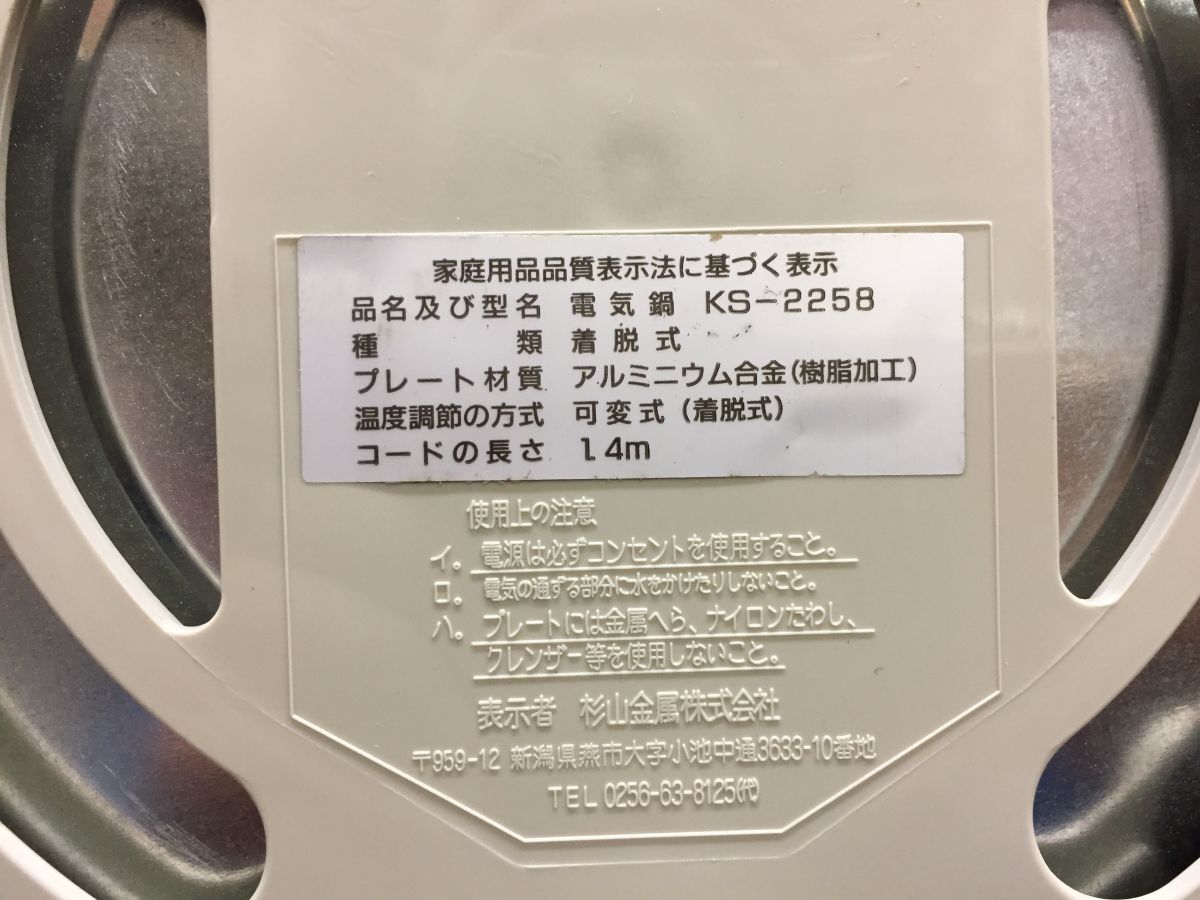 家庭用品品質表示法に基づく表示
品名及び型名 電気鍋 KS-2258
種類 着脱式
プレート材質 アルミニウム合金(樹脂加工)
温度調節の方式 可変式(着脱式)
コードの長さ 1.4m
使用上の注意
イ。電源は必ずコンセントを使用すること。
ロ。電気の通ずる部分に水をかけたりしないこと。
ハ。プレートには金属へら、ナイロンたわし、
クレンザー等を使用しないこと。
表示者 杉山金属株式会社
〒959-12 新潟県燕市大字小池中通3633-10番地
TEL 0256-63-8125(代)